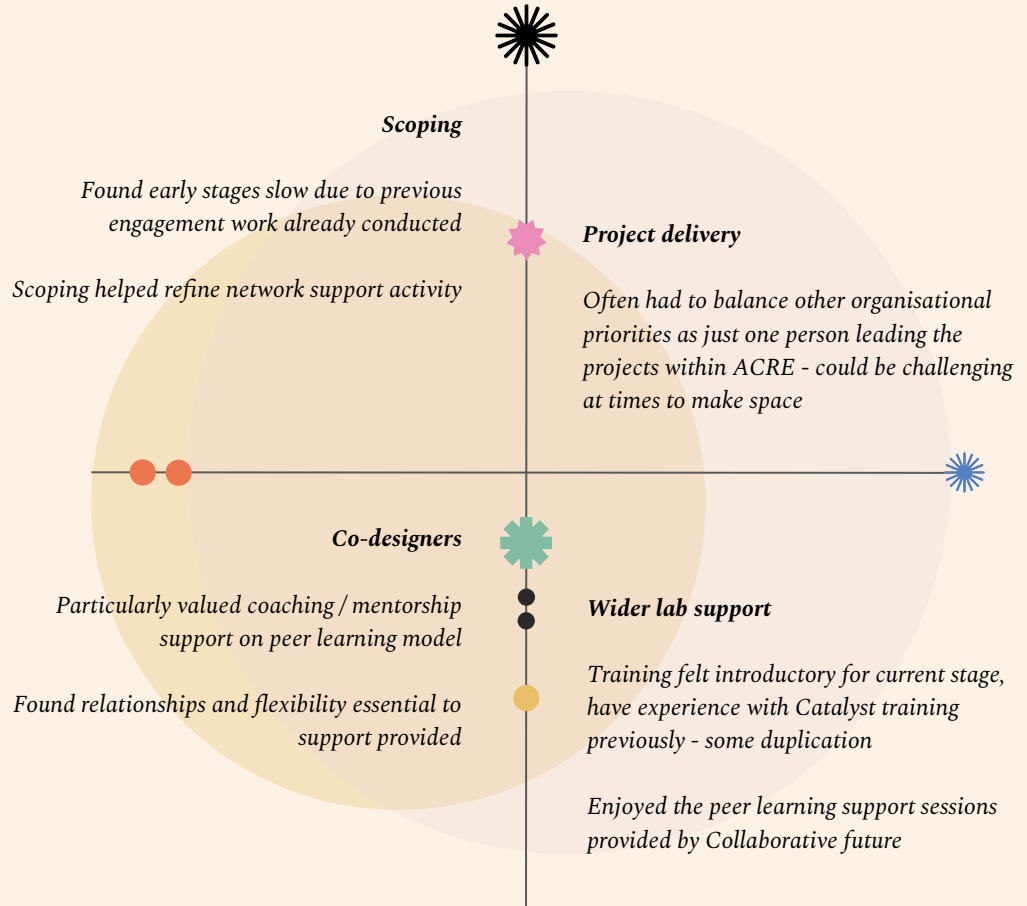 Scoping
Found early stages slow due to previous
engagement work already conducted
Scoping helped refine network support activity
Project delivery
Often had to balance other organisational
priorities as just one person leading the
projects within ACRE - could be challenging
at times to make space
Co-designers
Particularly valued coaching / mentorship
support on peer learning model
Found relationships and flexibility essential to
support provided
Wider lab support
Training felt introductory for current stage,
have experience with Catalyst training
previously - some duplication
Enjoyed the peer learning support sessions
provided by Collaborative future